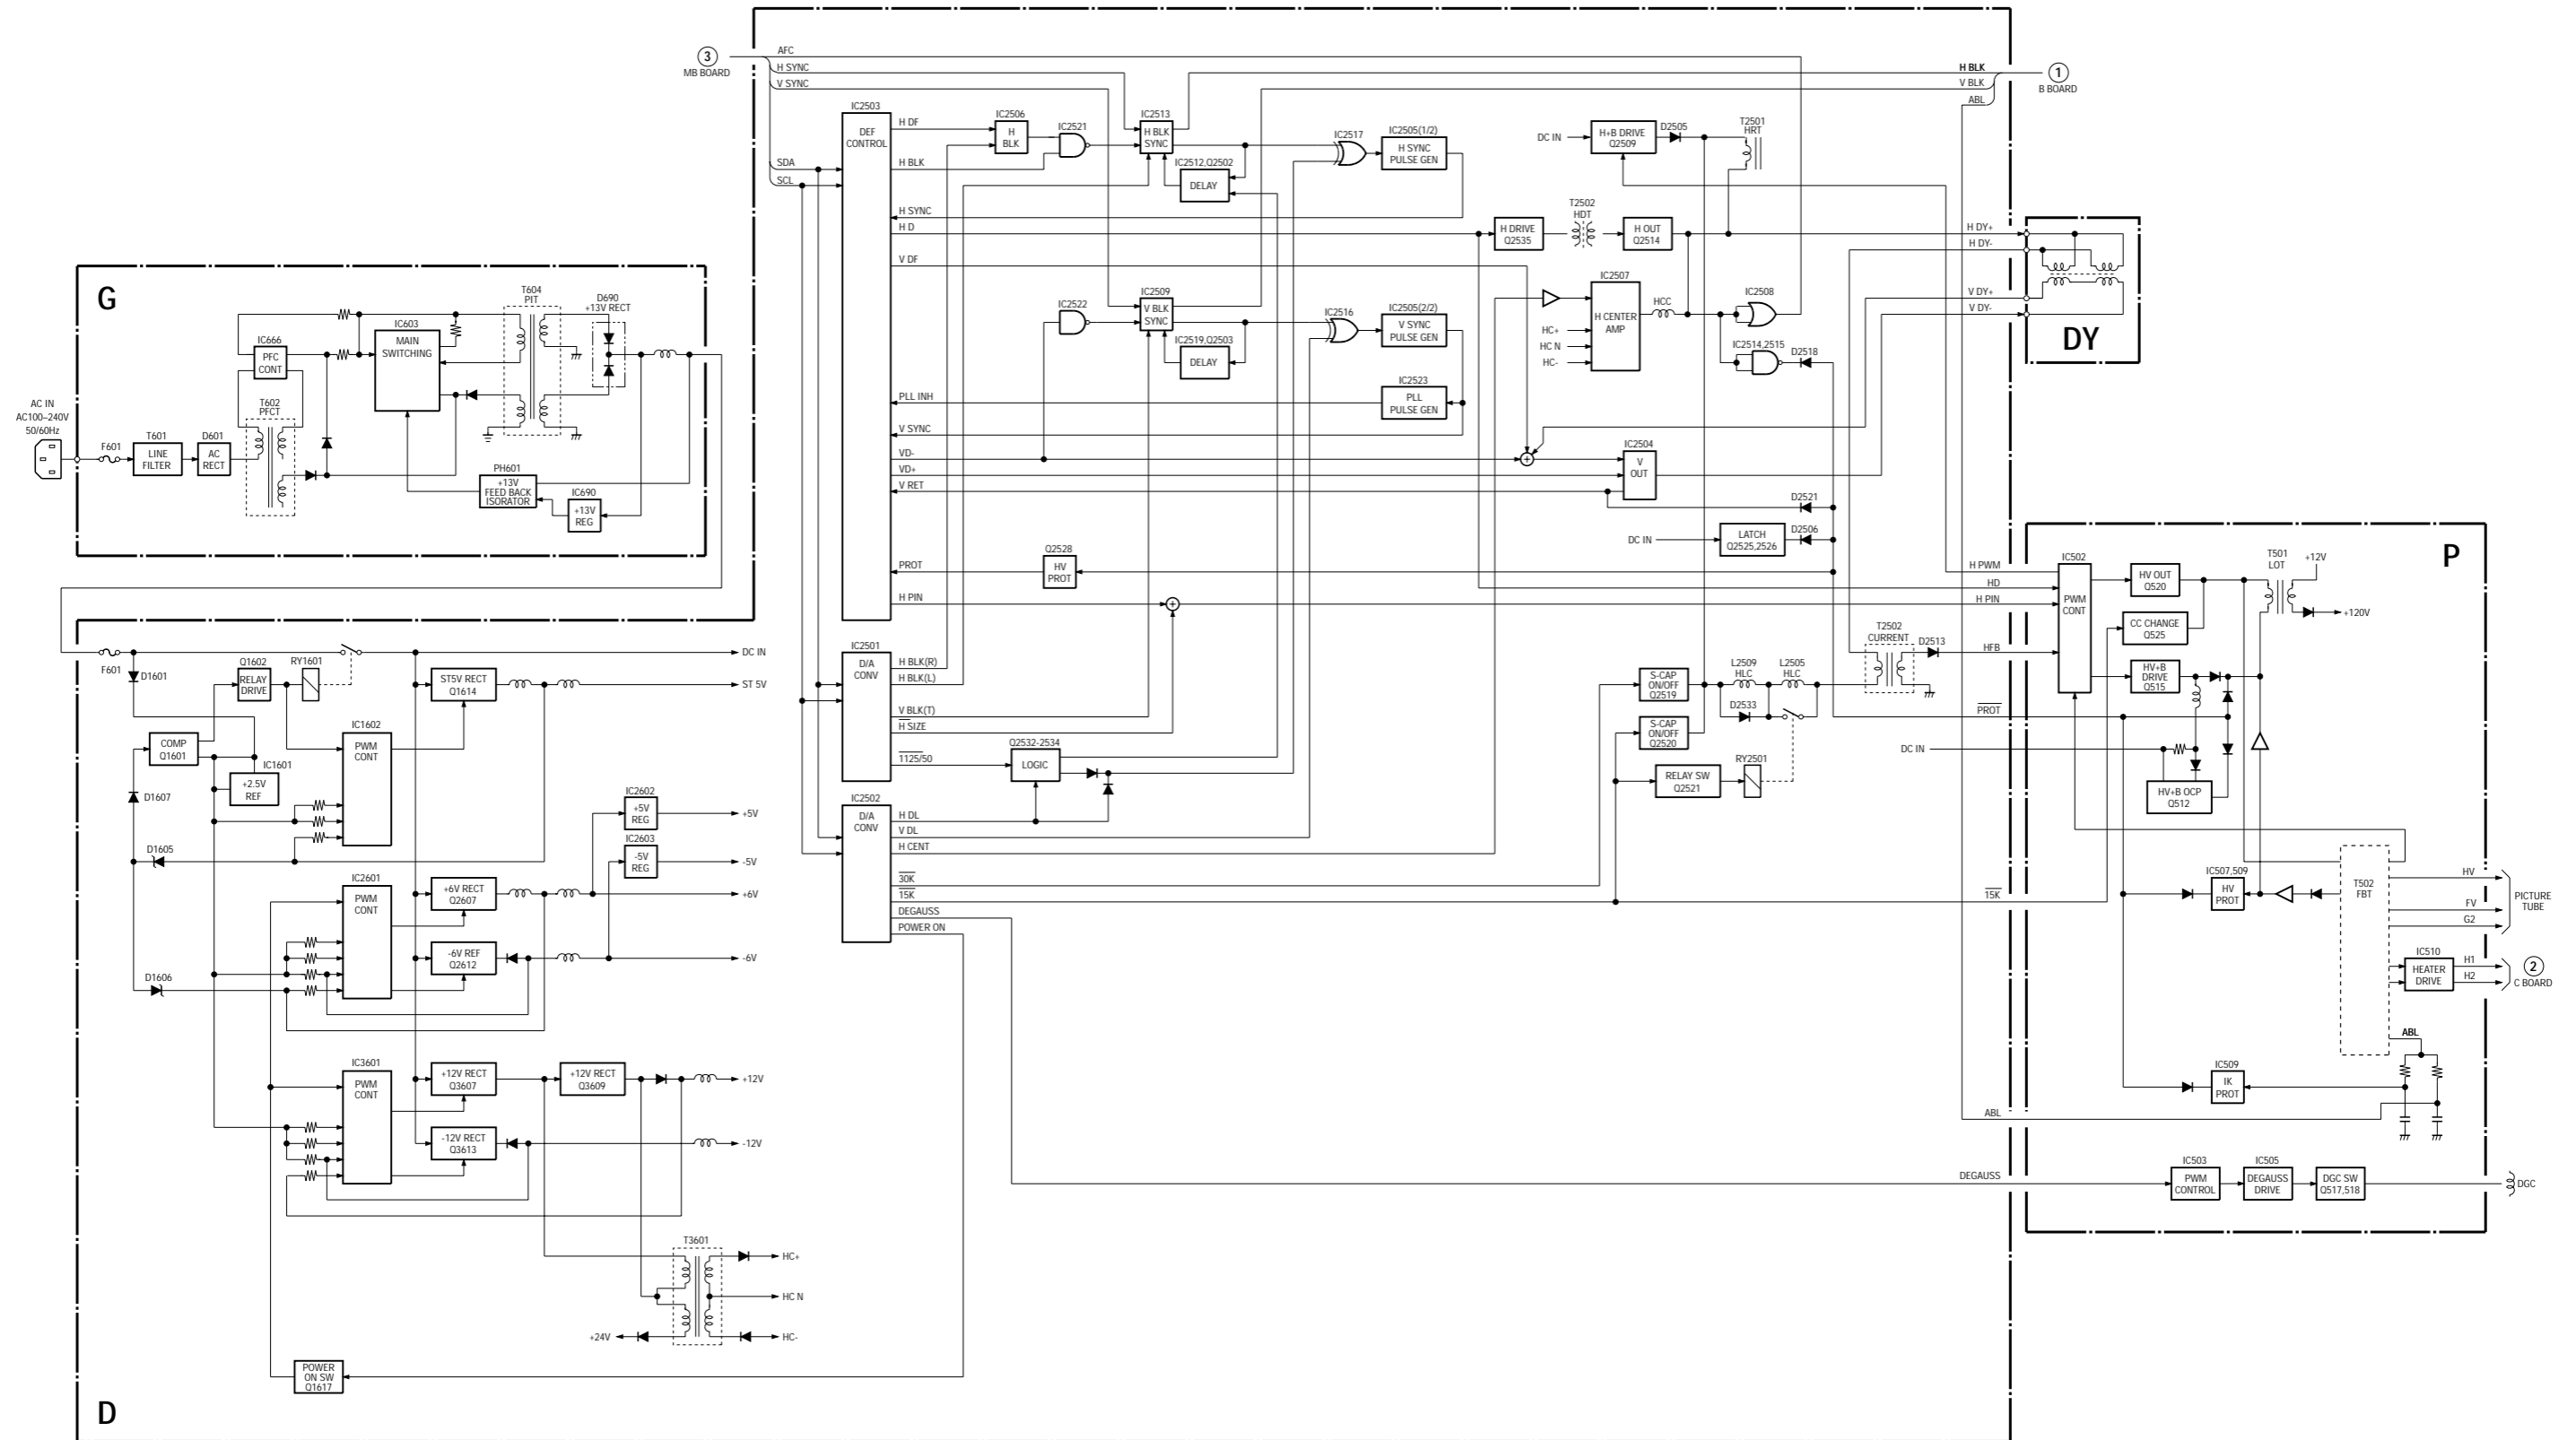 3
MB BOARD
AFC
H SYNC
V SYNC
SDA
SCL
H BLK
V BLK
ABL
1
B BOARD
G
AC IN
AC100–240V
50/60Hz
F601
T601
LINE
FILTER
D601
AC
RECT
T602
PFCT
IC666
PFC
CONT
IC603
MAIN
SWITCHING
T604
PIT
D690
+13V RECT
PH601
+13V
FEED BACK
ISORATOR
IC690
+13V
REG
IC2503
DEF
CONTROL
H DF
H BLK
H SYNC
H D
V DF
PLL INH
V SYNC
VD-
VD+
V RET
PROT
H PIN
IC2506
H
BLK
IC2521
IC2513
H BLK
SYNC
IC2512,Q2502
DELAY
IC2517
IC2505(1/2)
H SYNC
PULSE GEN
DC IN
H+B DRIVE
Q2509
D2505
T2501
HRT
H DRIVE
Q2535
T2502
HDT
H OUT
Q2514
H DY+
H DY-
V DY+
V DY-
DY
IC2522
IC2509
V BLK
SYNC
IC2519,Q2503
DELAY
IC2516
IC2505(2/2)
V SYNC
PULSE GEN
IC2523
PLL
PULSE GEN
IC2507
H CENTER
AMP
HC+
HC N
HC-
HCC
IC2508
IC2514,2515
D2518
IC2504
V
OUT
D2521
DC IN
LATCH
Q2525,2526
D2506
Q2528
HV
PROT
H PWM
HD
H PIN
HFB
PROT
DC IN
15K
ABL
DEGAUSS
P
IC502
PWM
CONT
HV OUT
Q520
CC CHANGE
Q525
HV+B
DRIVE
Q515
T501
LOT
+12V
+120V
HV+B OCP
Q512
IC507,509
HV
PROT
T502
FBT
HV
FV
G2
PICTURE
TUBE
IC510
HEATER
DRIVE
H1
H2
2
C BOARD
ABL
IC509
IK
PROT
IC503
PWM
CONTROL
IC505
DEGAUSS
DRIVE
DGC SW
Q517,518
DGC
IC2501
D/A
CONV
H BLK(R)
H BLK(L)
V BLK(T)
H SIZE
1125/50
Q2532-2534
LOGIC
IC2502
D/A
CONV
H DL
V DL
H CENT
30K
15K
DEGAUSS
POWER ON
S-CAP
ON/OFF
Q2519
S-CAP
ON/OFF
Q2520
L2509
HLC
L2505
HLC
D2533
RELAY SW
Q2521
RY2501
T2502
CURRENT
D2513
F601
D1601
Q1602
RELAY
DRIVE
RY1601
DC IN
ST5V RECT
Q1614
ST 5V
COMP
Q1601
IC1601
+2.5V
REF
IC1602
PWM
CONT
D1607
D1605
D1606
IC2602
+5V
REG
+5V
IC2603
-5V
REG
-5V
IC2601
PWM
CONT
+6V RECT
Q2607
+6V
-6V REF
Q2612
-6V
IC3601
PWM
CONT
+12V RECT
Q3607
+12V RECT
Q3609
+12V
-12V RECT
Q3613
-12V
T3601
HC+
HC N
HC-
+24V
POWER
ON SW
Q1617
D